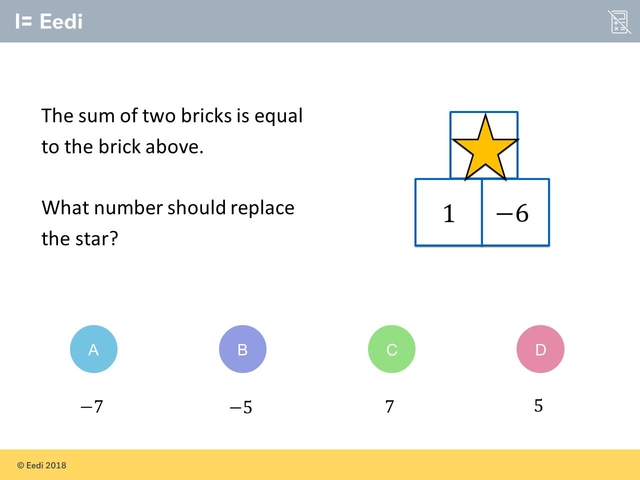 I= Eedi
The sum of two bricks is equal
to the brick above.
What number should replace
the star?
1
−6
A
B
C
D
−7
−5
7
5
© Eedi 2018